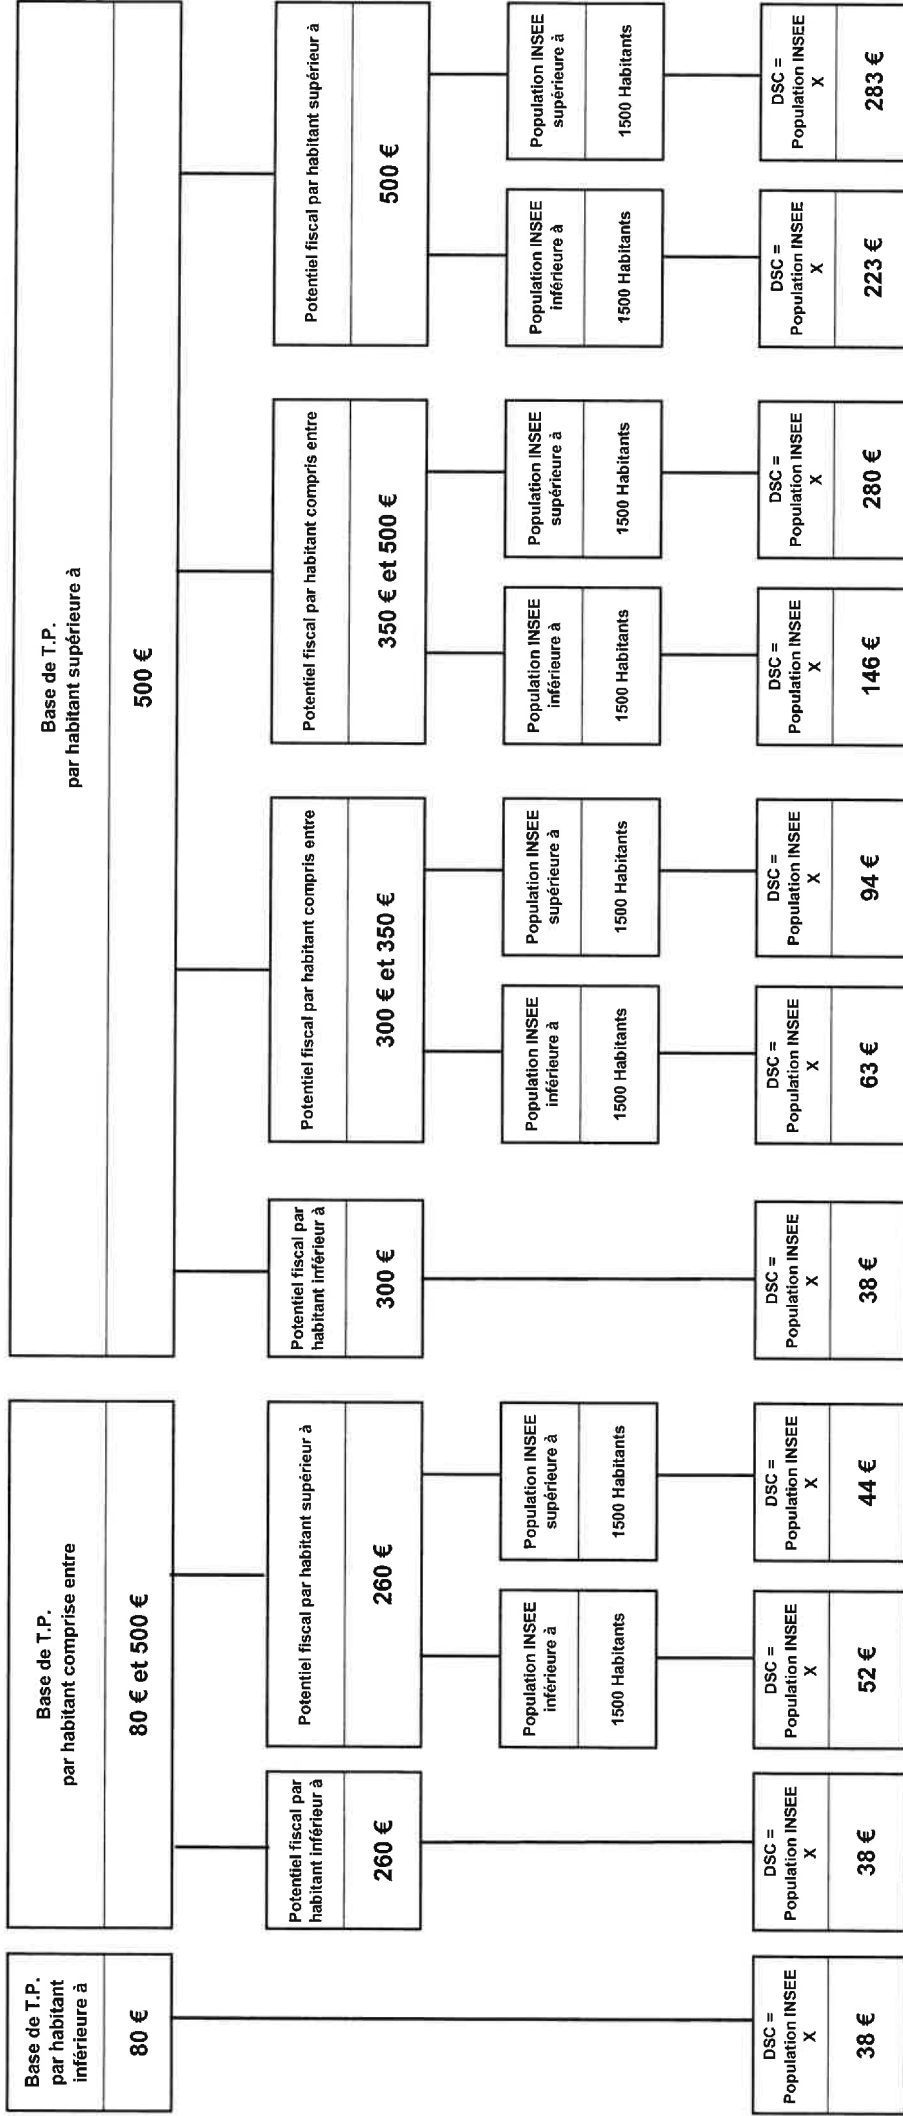 Base de T.P.
par habitant
inférieure à
80 €
Base de T.P.
par habitant comprise entre
80 € et 500 €
Base de T.P.
par habitant supérieure à
500 €
Potentiel fiscal par
habitant inférieur à
260 €
Potentiel fiscal par habitant supérieur à
260 €
Potentiel fiscal par
habitant inférieur à
300 €
Potentiel fiscal par habitant compris entre
300 € et 350 €
Potentiel fiscal par habitant compris entre
350 € et 500 €
Potentiel fiscal par habitant supérieur à
500 €
Population INSEE
inférieure à
1500 Habitants
Population INSEE
supérieure à
1500 Habitants
Population INSEE
inférieure à
1500 Habitants
Population INSEE
supérieure à
1500 Habitants
Population INSEE
inférieure à
1500 Habitants
Population INSEE
supérieure à
1500 Habitants
Population INSEE
inférieure à
1500 Habitants
Population INSEE
supérieure à
1500 Habitants
DSC =
Population INSEE
X
38 €
DSC =
Population INSEE
X
38 €
DSC =
Population INSEE
X
52 €
DSC =
Population INSEE
X
44 €
DSC =
Population INSEE
X
38 €
DSC =
Population INSEE
X
63 €
DSC =
Population INSEE
X
94 €
DSC =
Population INSEE
X
146 €
DSC =
Population INSEE
X
280 €
DSC =
Population INSEE
X
223 €
DSC =
Population INSEE
X
283 €